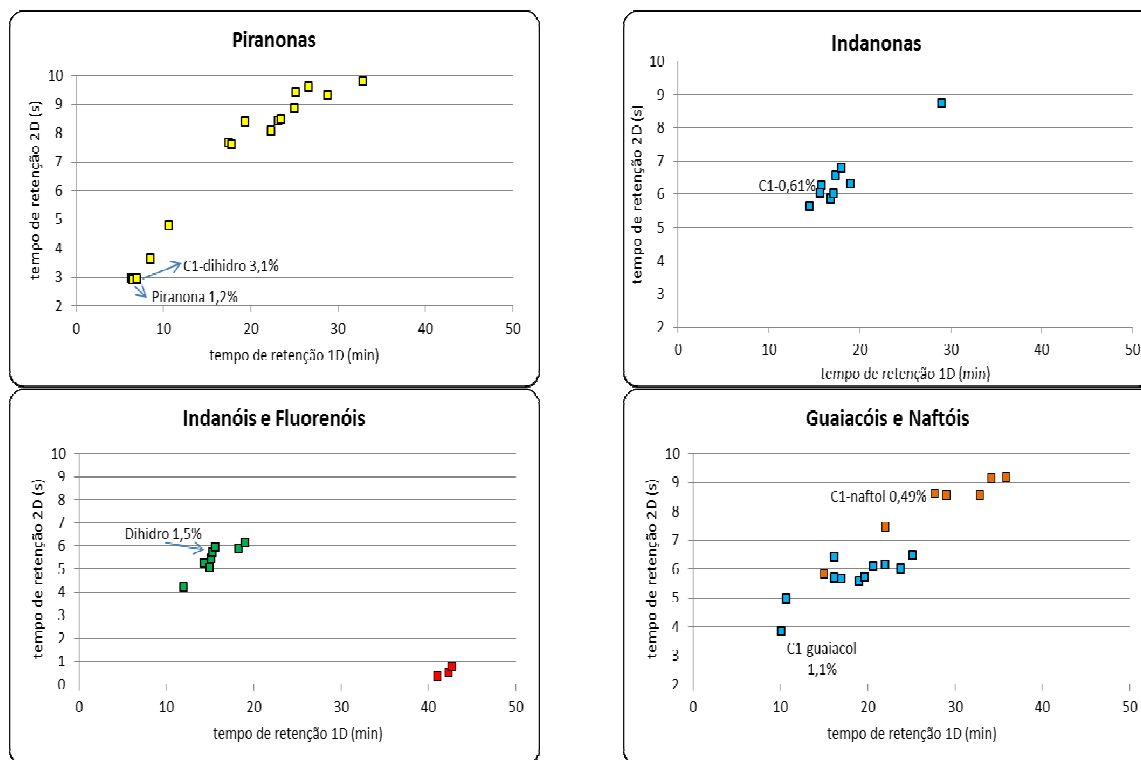 Piranonas
tempo de retenção 2D (s)
10
9
8
7
6
5
4
3
2
C1-dihidro 3,1%
Piranona 1,2%
0 10 20 30 40 50
tempo de retenção 1D (min)
Indanonas
tempo de retenção 2D (s)
10
9
8
7
6
5
4
3
2
C1-0,61%
0 10 20 30 40 50
tempo de retenção 1D (min)
Indanóis e Fluorenóis
tempo de retenção 2D (s)
10
9
8
7
6
5
4
3
2
1
0
Dihidro 1,5%
0 10 20 30 40 50
tempo de retenção 1D (min)
Guaiacóis e Naftóis
tempo de retenção 2D (s)
10
9
8
7
6
5
4
3
2
C1-naftol 0,49%
C1 guaiacol
1,1%
0 10 20 30 40 50
tempo de retenção 1D (min)